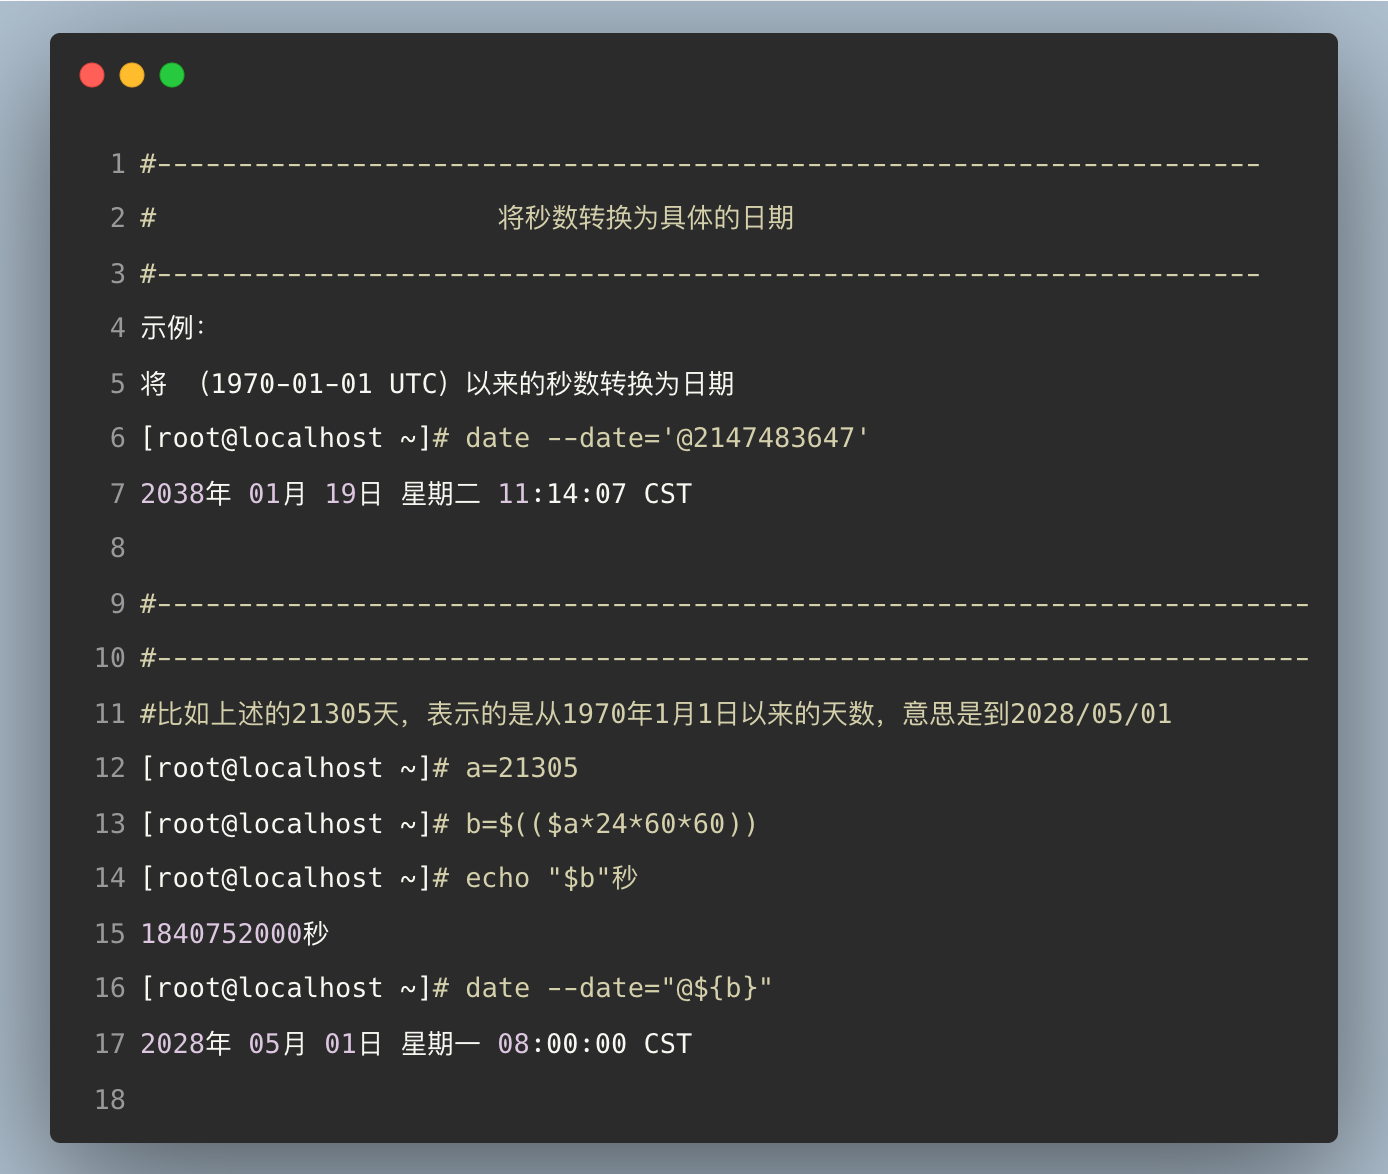 1 #--------------------------------------------------------------------
2 #                     将秒数转换为具体的日期
3 #--------------------------------------------------------------------
4 示例：
5 将 （1970-01-01 UTC）以来的秒数转换为日期
6 [root@localhost ~]# date --date='@2147483647'
7 2038年 01月 19日 星期二 11:14:07 CST
8
9 #-----------------------------------------------------------------------
10 #-----------------------------------------------------------------------
11 #比如上述的21305天，表示的是从1970年1月1日以来的天数，意思是到2028/05/01
12 [root@localhost ~]# a=21305
13 [root@localhost ~]# b=$(($a*24*60*60))
14 [root@localhost ~]# echo "$b"秒
15 1840752000秒
16 [root@localhost ~]# date --date="@${b}"
17 2028年 05月 01日 星期一 08:00:00 CST
18